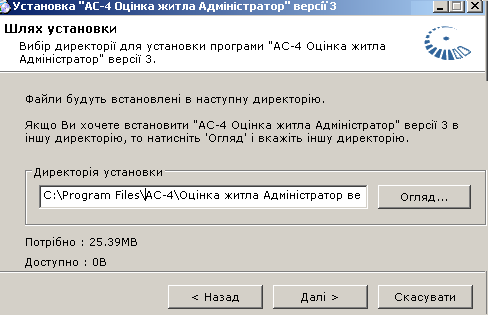 Установка "АС-4 Оцінка житла Адміністратор" версії 3
Шлях установки
Вибір директорії для установки програми "АС-4 Оцінка житла
Адміністратор" версії 3.
Файли будуть встановлені в наступну директорію.
Якщо Ви хочете встановити "АС-4 Оцінка житла Адміністратор" версії 3 в
іншу директорію, то натисніть 'Огляд' і вкажіть іншу директорію.
Директорія установки
C:\Program Files\АС-4\Оцінка житла Адміністратор ве
Огляд...
Потрібно : 25.39MB
Доступно : 0B
< Назад
Далі >
Скасувати